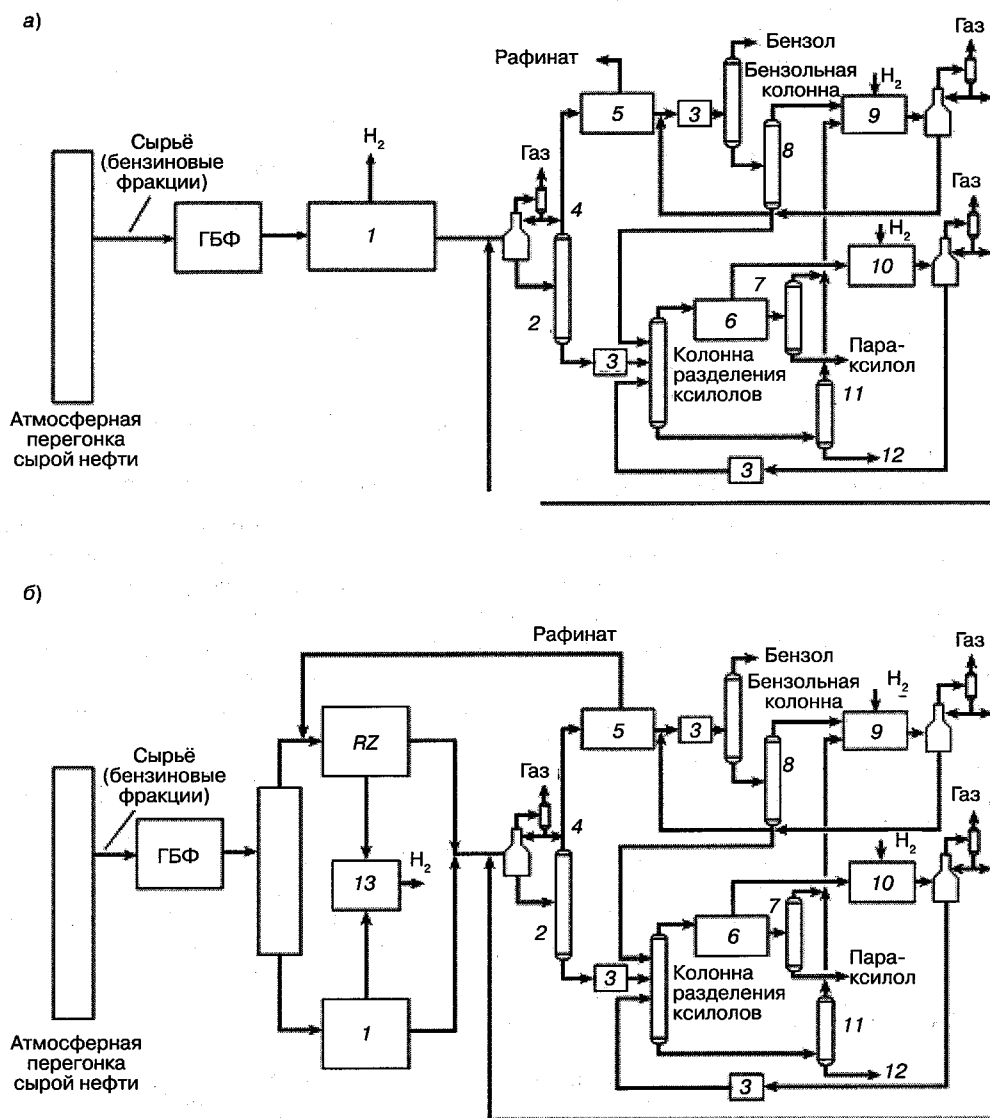 а)
Газ
Бензол
Рафинат
Бензольная
колонна
H2
5
3
9
H2
Сырьё
(бензиновые
фракции)
8
Газ
Газ
4
ГБФ
1
H2
10
7
2
6
3
Колонна
разделения
ксилолов
Пара-
ксилол
11
Атмосферная
перегонка
сырой нефти
12
3
б)
Рафинат
Газ
Бензол
Бензольная
колонна
H2
5
3
9
RZ
Сырьё
(бензиновые
фракции)
8
Газ
Газ
4
ГБФ
H2
13
H2
10
7
2
6
3
Колонна
разделения
ксилолов
Пара-
ксилол
1
11
Атмосферная
перегонка
сырой нефти
12
3